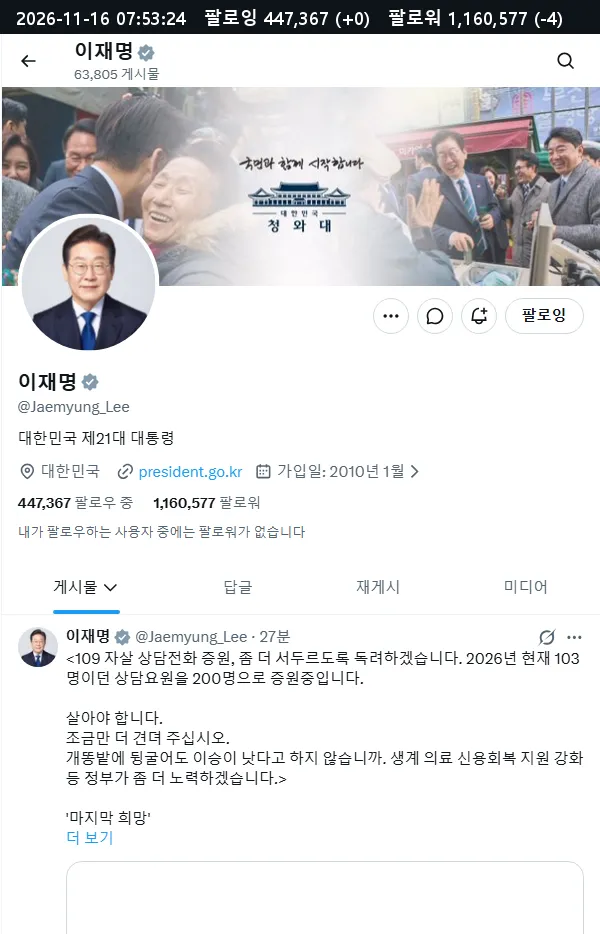 2026-11-16 07:53:24 팔로잉 447,367 (+0) 팔로워 1,160,577 (-4)
이재명
63,805 게시물
국민과 함께 시작합니다
대한민국
청와대
팔로잉
이재명
@Jaemyung_Lee
대한민국 제21대 대통령
대한민국 president.go.kr 가입일: 2010년 1월
447,367 팔로우 중 1,160,577 팔로워
내가 팔로우하는 사용자 중에는 팔로워가 없습니다
게시물 답글 재게시 미디어
이재명 @Jaemyung_Lee · 27분
<109 자살 상담전화 증원, 좀 더 서두르도록 독려하겠습니다. 2026년 현재 103
명이던 상담요원을 200명으로 증원중입니다.
살아야 합니다.
조금만 더 견뎌 주십시오.
개똥밭에 뒹굴어도 이승이 낫다고 하지 않습니까. 생계 의료 신용회복 지원 강화
등 정부가 좀 더 노력하겠습니다.>
'마지막 희망'
더 보기